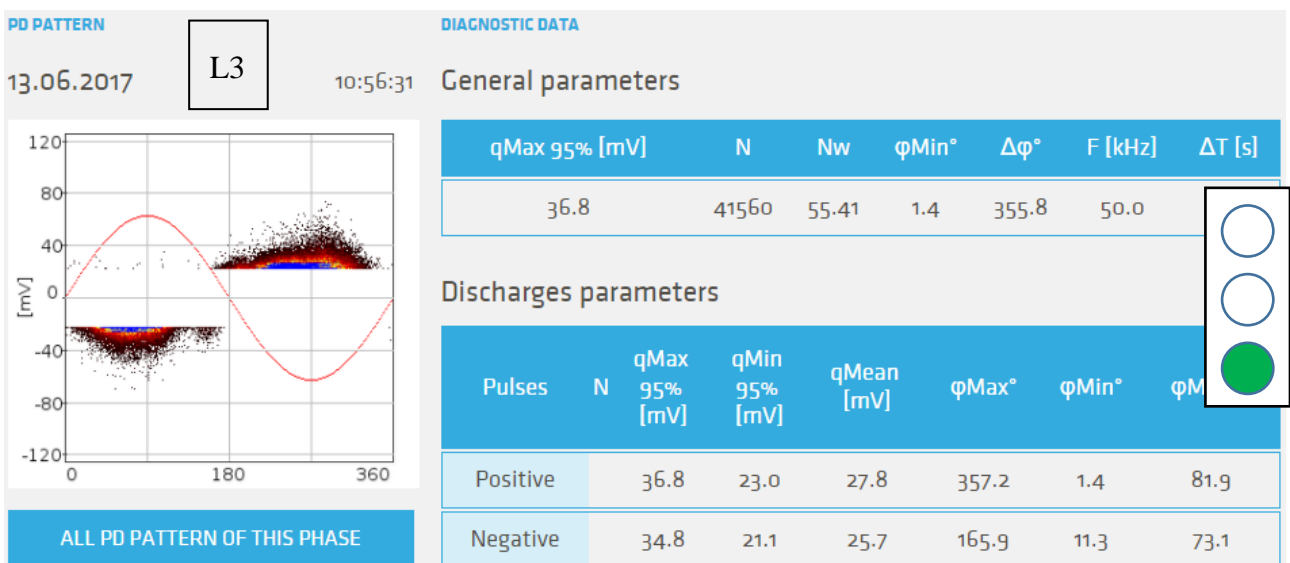 PD PATTERN
13.06.2017 L3 10:56:31
120
80
40
0
-40
-80
-120
[mV]
0 180 360
ALL PD PATTERN OF THIS PHASE
DIAGNOSTIC DATA
General parameters
qMax 95% [mV] N Nw φMin° Δφ° F [kHz] ΔT [s]
36.8 41560 55.41 1.4 355.8 50.0
Discharges parameters
Pulses N qMax 95% [mV] qMin 95% [mV] qMean [mV] φMax° φMin°
Positive 36.8 23.0 27.8 357.2 1.4 81.9
Negative 34.8 21.1 25.7 165.9 11.3 73.1